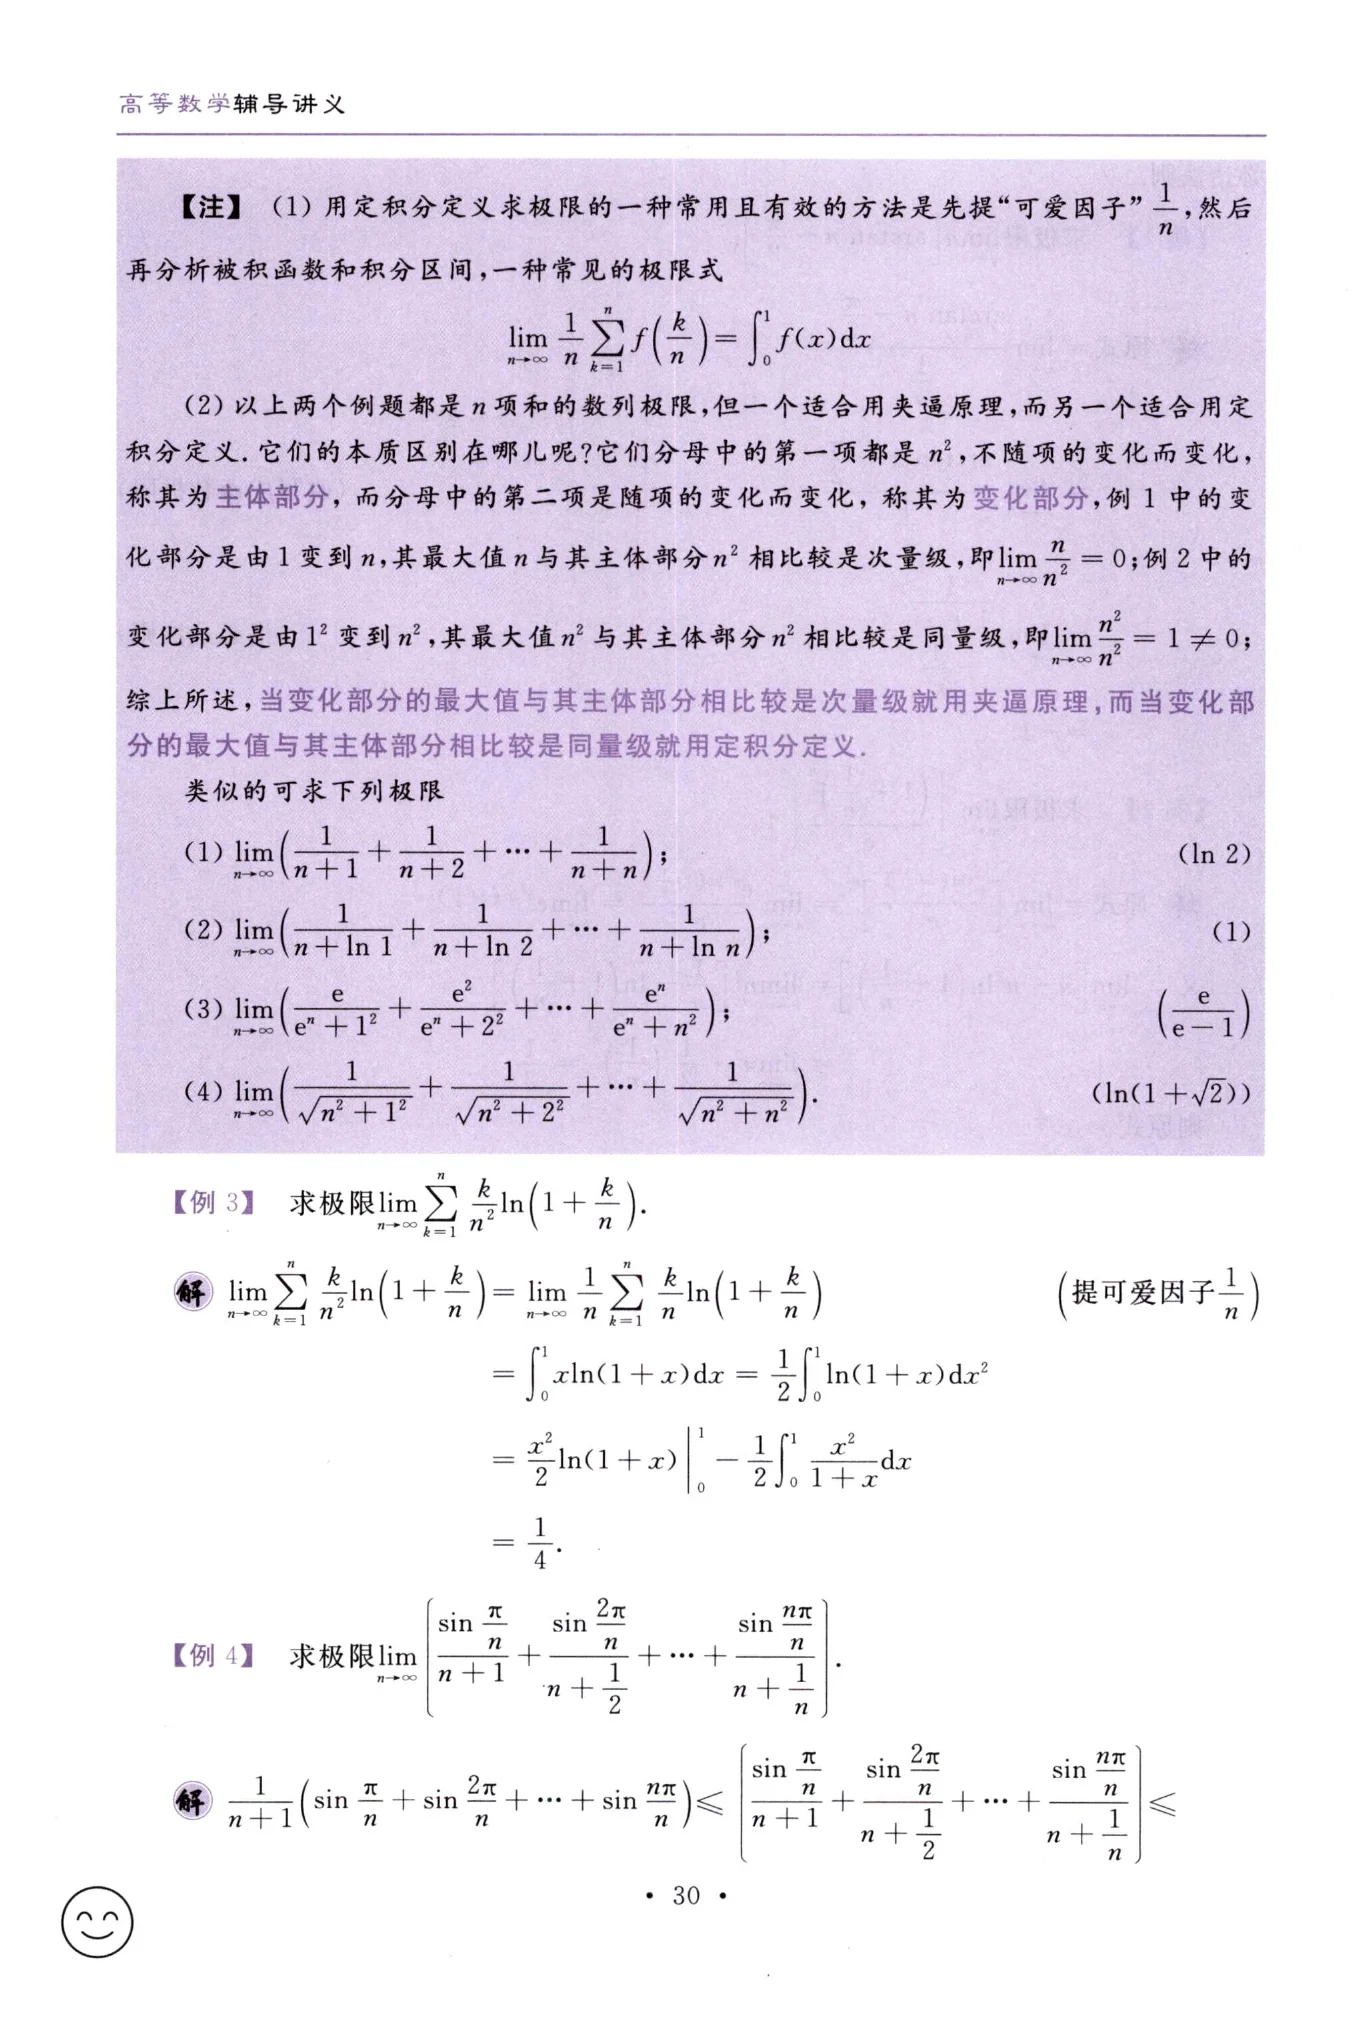 高等数学辅导讲义
【注】 (1) 用定积分定义求极限的一种常用且有效的方法是先提“可爱因子”$\frac{1}{n}$,然后
再分析被积函数和积分区间,一种常见的极限式
$\lim_{n\to\infty}\frac{1}{n}\sum_{k=1}^{n}f\left(\frac{k}{n}\right)=\int_0^1 f(x)\mathrm{d}x$
(2) 以上两个例题都是 n 项和的数列极限,但一个适合用夹逼原理,而另一个适合用定
积分定义. 它们的本质区别在哪儿呢?它们分母中的第一项都是 $n^2$,不随项的变化而变化,
称其为主体部分, 而分母中的第二项是随项的变化而变化, 称其为变化部分,例 1 中的变
化部分是由 1 变到 n,其最大值 n 与其主体部分 $n^2$ 相比较是次量级,即$\lim_{n\to\infty}\frac{n}{n^2}=0$;例 2 中的
变化部分是由 $1^2$ 变到 $n^2$,其最大值 $n^2$ 与其主体部分 $n^2$ 相比较是同量级,即$\lim_{n\to\infty}\frac{n^2}{n^2}=1\neq 0$;
综上所述,当变化部分的最大值与其主体部分相比较是次量级就用夹逼原理,而当变化部
分的最大值与其主体部分相比较是同量级就用定积分定义.
类似的可求下列极限
(1) $\lim_{n\to\infty}\left(\frac{1}{n+1}+\frac{1}{n+2}+\cdots+\frac{1}{n+n}\right)$; (ln 2)
(2) $\lim_{n\to\infty}\left(\frac{1}{n+\ln 1}+\frac{1}{n+\ln 2}+\cdots+\frac{1}{n+\ln n}\right)$; (1)
(3) $\lim_{n\to\infty}\left(\frac{e}{e^n+1^2}+\frac{e^2}{e^n+2^2}+\cdots+\frac{e^n}{e^n+n^2}\right)$; $\left(\frac{e}{e-1}\right)$
(4) $\lim_{n\to\infty}\left(\frac{1}{\sqrt{n^2+1^2}}+\frac{1}{\sqrt{n^2+2^2}}+\cdots+\frac{1}{\sqrt{n^2+n^2}}\right)$. $(\ln(1+\sqrt{2}))$
【例 3】 求极限$\lim_{n\to\infty}\sum_{k=1}^{n}\frac{k}{n^2}\ln\left(1+\frac{k}{n}\right)$.
解 $\lim_{n\to\infty}\sum_{k=1}^{n}\frac{k}{n^2}\ln\left(1+\frac{k}{n}\right)=\lim_{n\to\infty}\frac{1}{n}\sum_{k=1}^{n}\frac{k}{n}\ln\left(1+\frac{k}{n}\right)$ (提可爱因子$\frac{1}{n}$)
$=\int_0^1 x\ln(1+x)\mathrm{d}x=\frac{1}{2}\int_0^1\ln(1+x)\mathrm{d}x^2$
$=\frac{x^2}{2}\ln(1+x)\Big|_0^1-\frac{1}{2}\int_0^1\frac{x^2}{1+x}\mathrm{d}x$
$=\frac{1}{4}$.
【例 4】 求极限$\lim_{n\to\infty}\left[\frac{\sin\frac{\pi}{n}}{n+1}+\frac{\sin\frac{2\pi}{n}}{n+\frac{1}{2}}+\cdots+\frac{\sin\frac{n\pi}{n}}{n+\frac{1}{n}}\right]$.
解 $\frac{1}{n+1}\left(\sin\frac{\pi}{n}+\sin\frac{2\pi}{n}+\cdots+\sin\frac{n\pi}{n}\right)\leqslant\left[\frac{\sin\frac{\pi}{n}}{n+1}+\frac{\sin\frac{2\pi}{n}}{n+\frac{1}{2}}+\cdots+\frac{\sin\frac{n\pi}{n}}{n+\frac{1}{n}}\right]\leqslant$
• 30 •